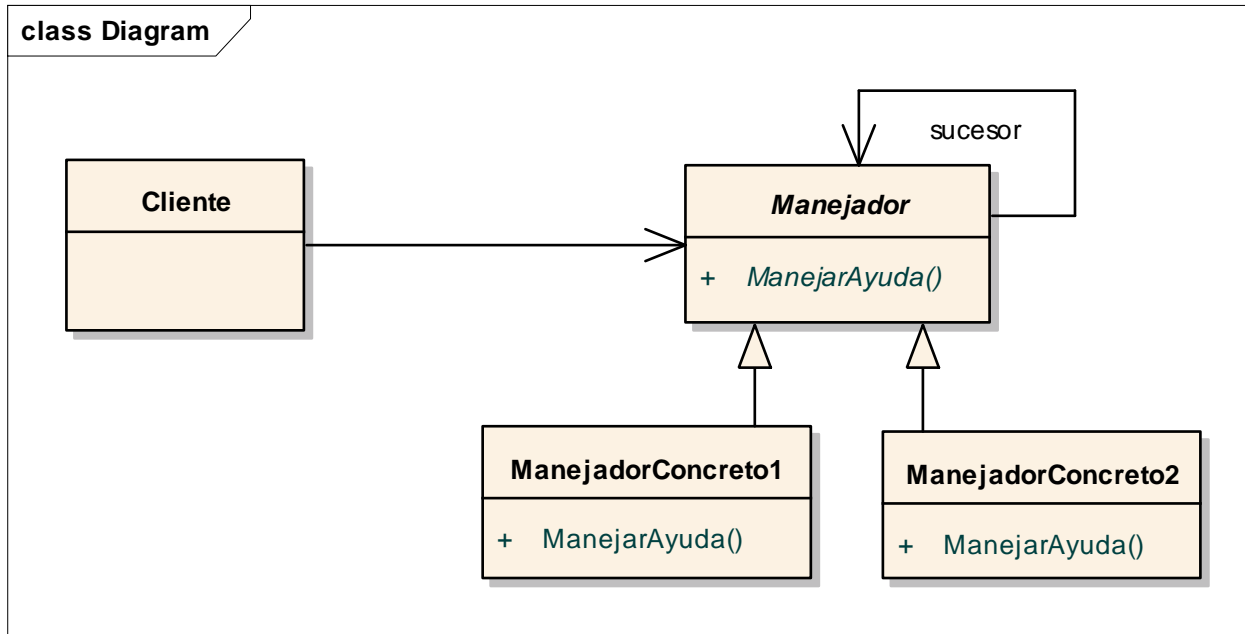 class Diagram
sucesor
Cliente
Manejador
+ ManejarAyuda()
ManejadorConcreto1
+ ManejarAyuda()
ManejadorConcreto2
+ ManejarAyuda()